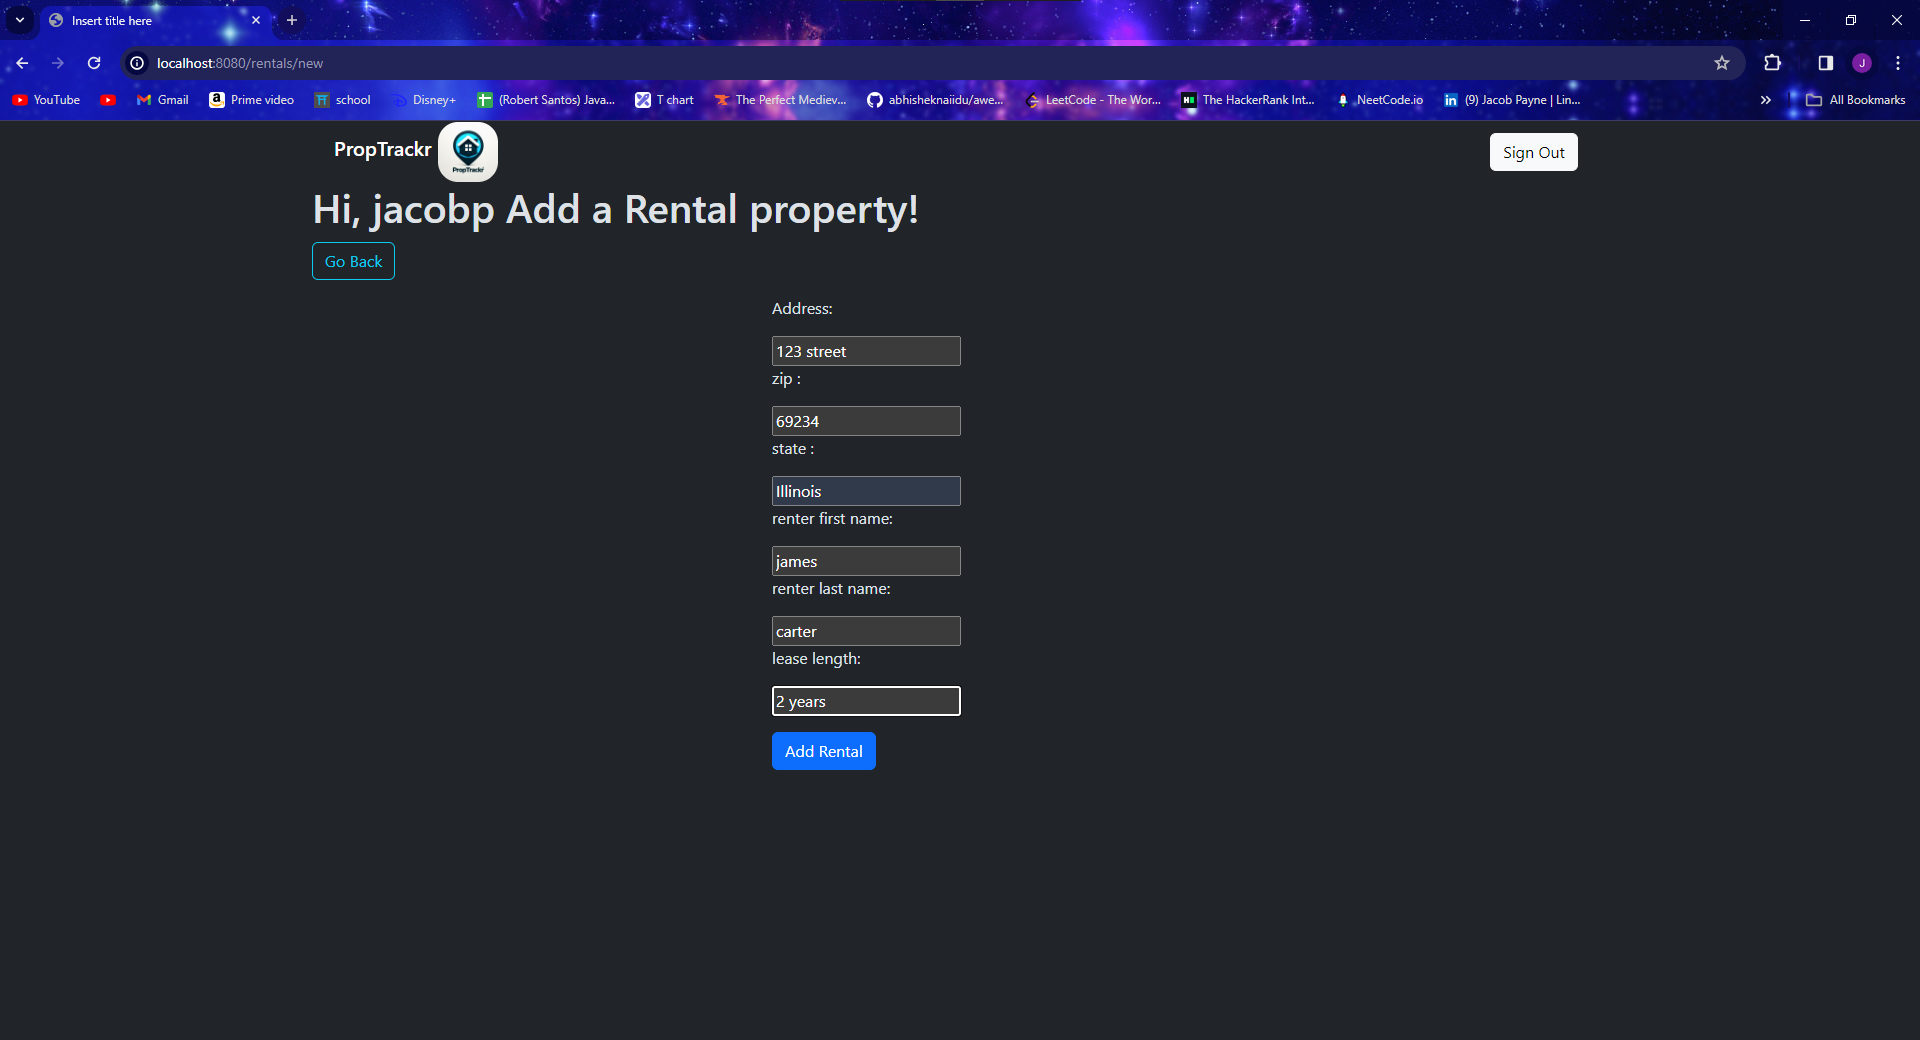 Insert title here
localhost:8080/rentals/new
J
YouTube
Gmail
Prime video
school
Disney+
(Robert Santos) Java...
T chart
The Perfect Mediev...
abhisheknaiidu/awe...
LeetCode - The Wor...
The HackerRank Int...
NeetCode.io
(9) Jacob Payne | Lin...
All Bookmarks
PropTrackr
PropTrackr
Sign Out
Hi, jacobp Add a Rental property!
Go Back
Address:
123 street
zip :
69234
state :
Illinois
renter first name:
james
renter last name:
carter
lease length:
2 years
Add Rental